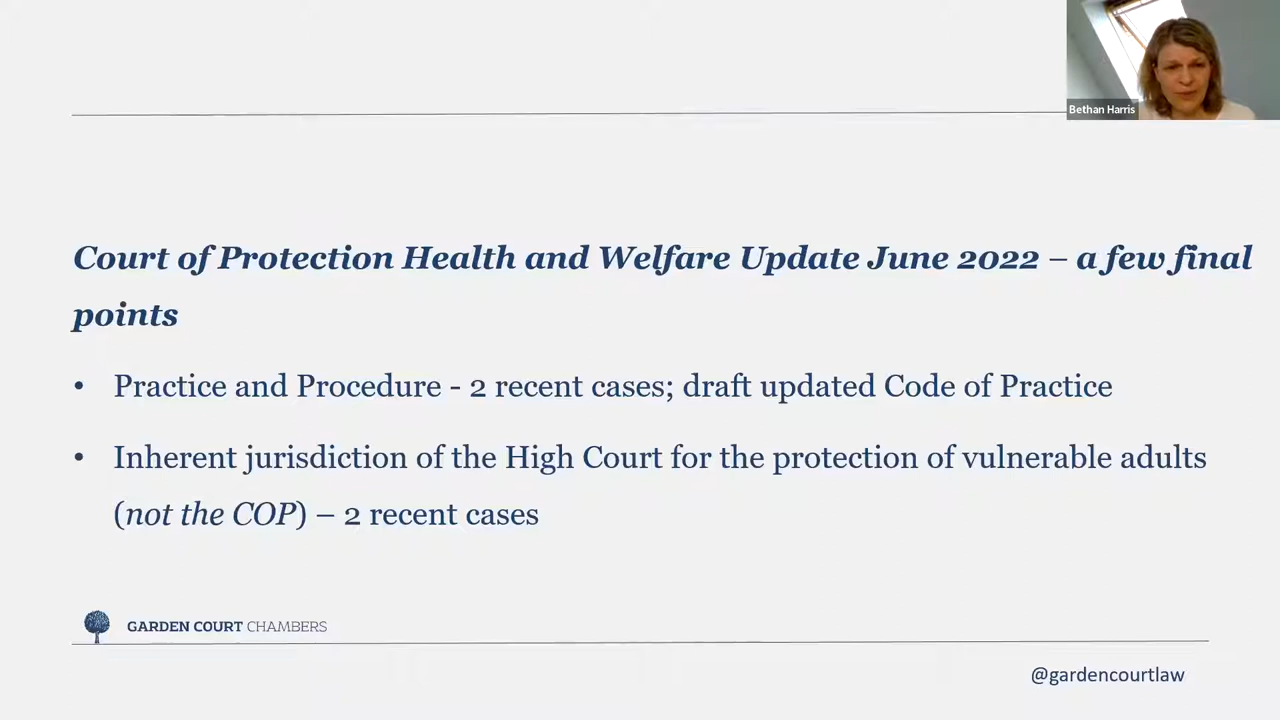 Bethan Harris
Court of Protection Health and Welfare Update June 2022 – a few final
points
• Practice and Procedure - 2 recent cases; draft updated Code of Practice
• Inherent jurisdiction of the High Court for the protection of vulnerable adults
(not the COP) – 2 recent cases
GARDEN COURT CHAMBERS
@gardencourtlaw